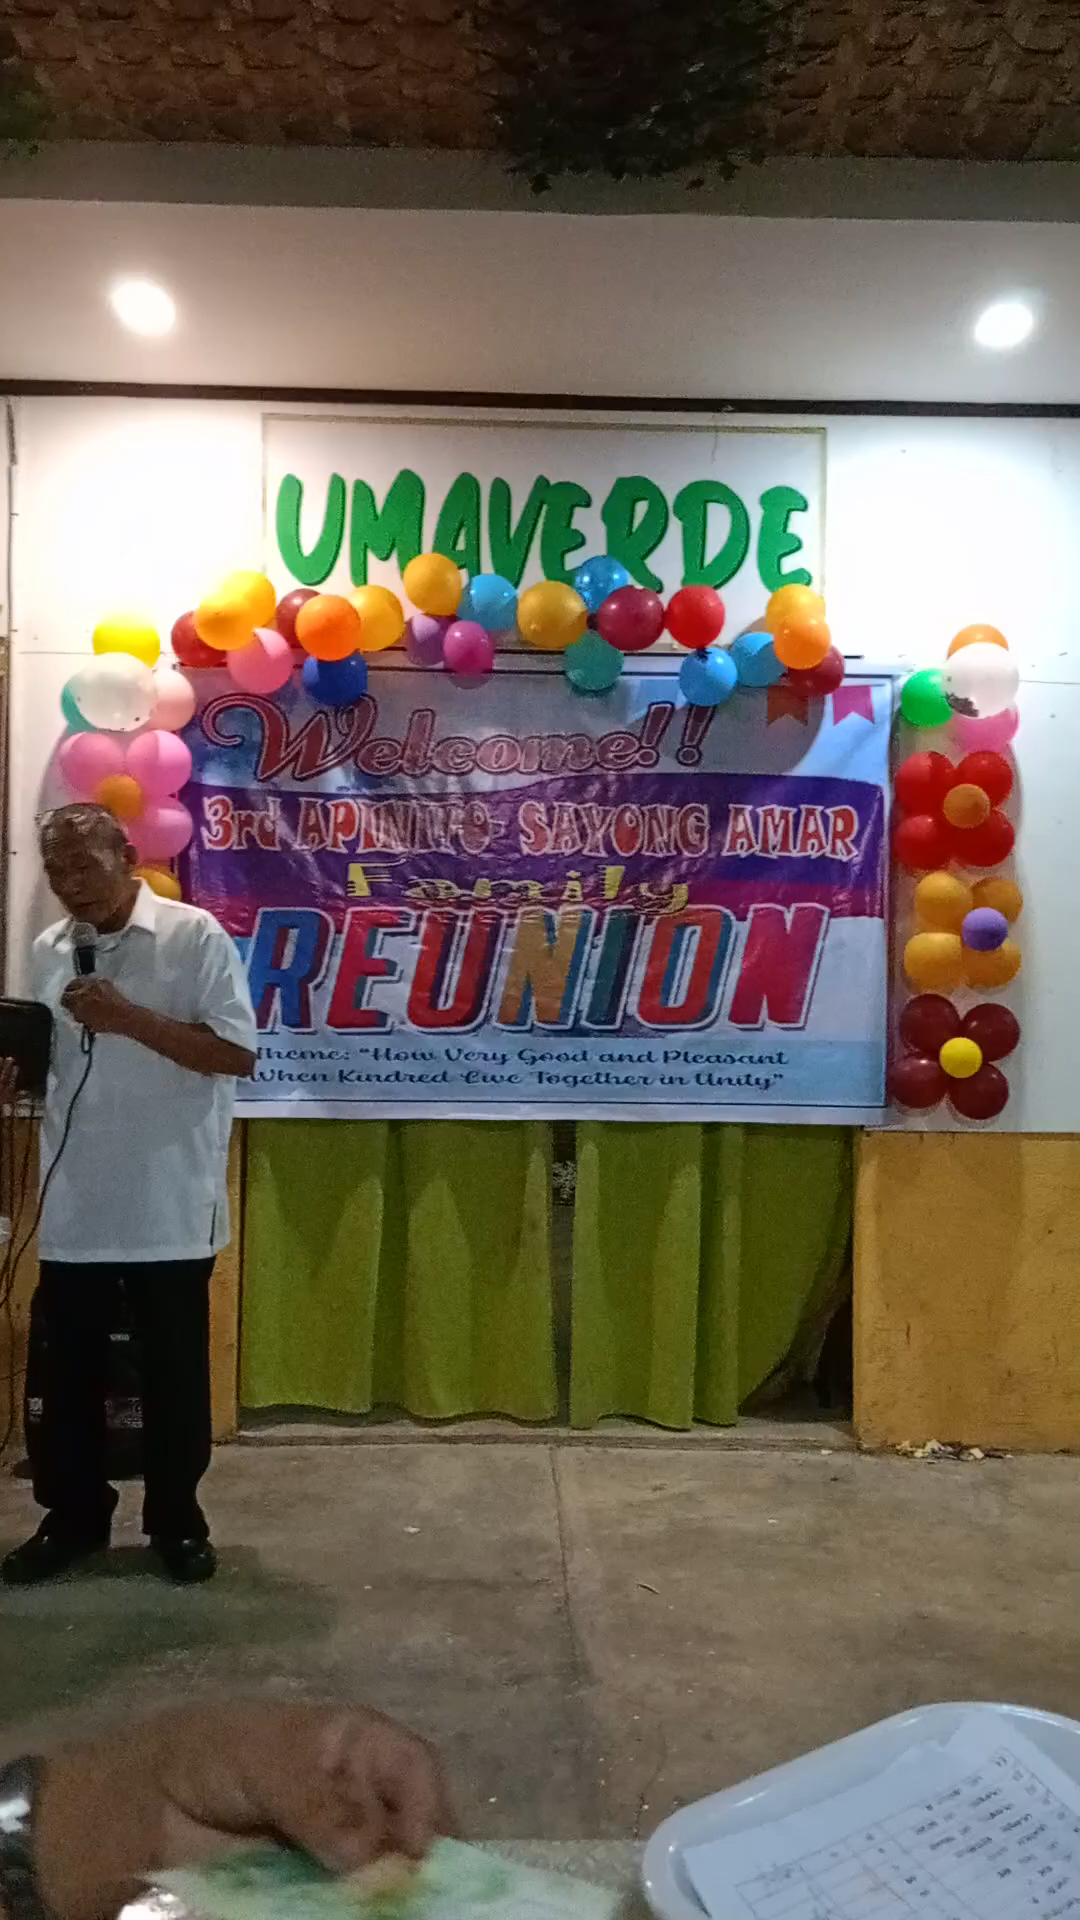 UMAVERDE
Welcome!!
3rd APINIYO- SAYONG AMAR
Family
REUNION
Theme: "How Very Good and Pleasant
When Kindred Live Together in Unity"